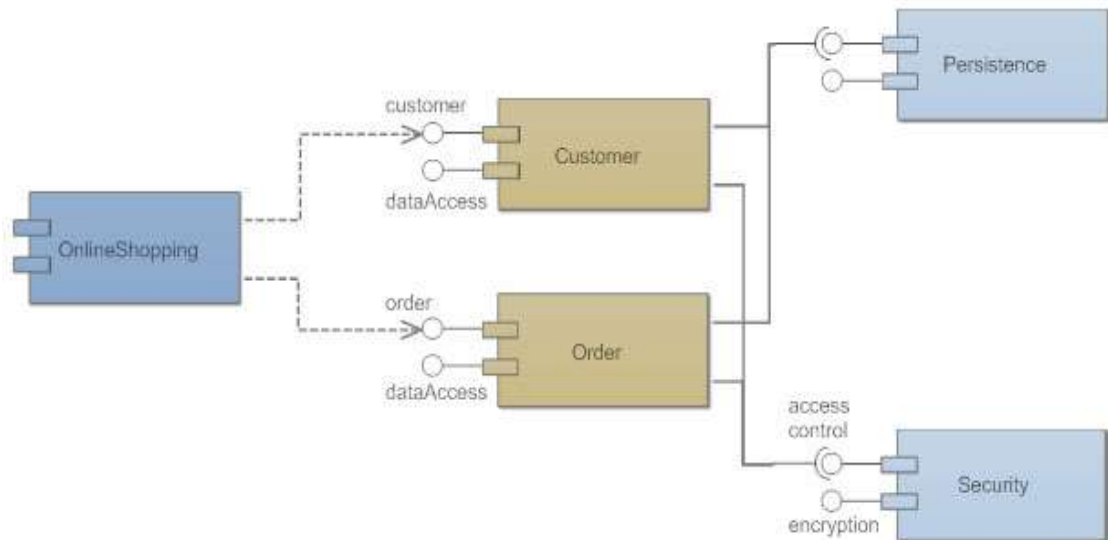 Persistence
customer
Customer
dataAccess
OnlineShopping
order
Order
dataAccess
access
control
Security
encryption